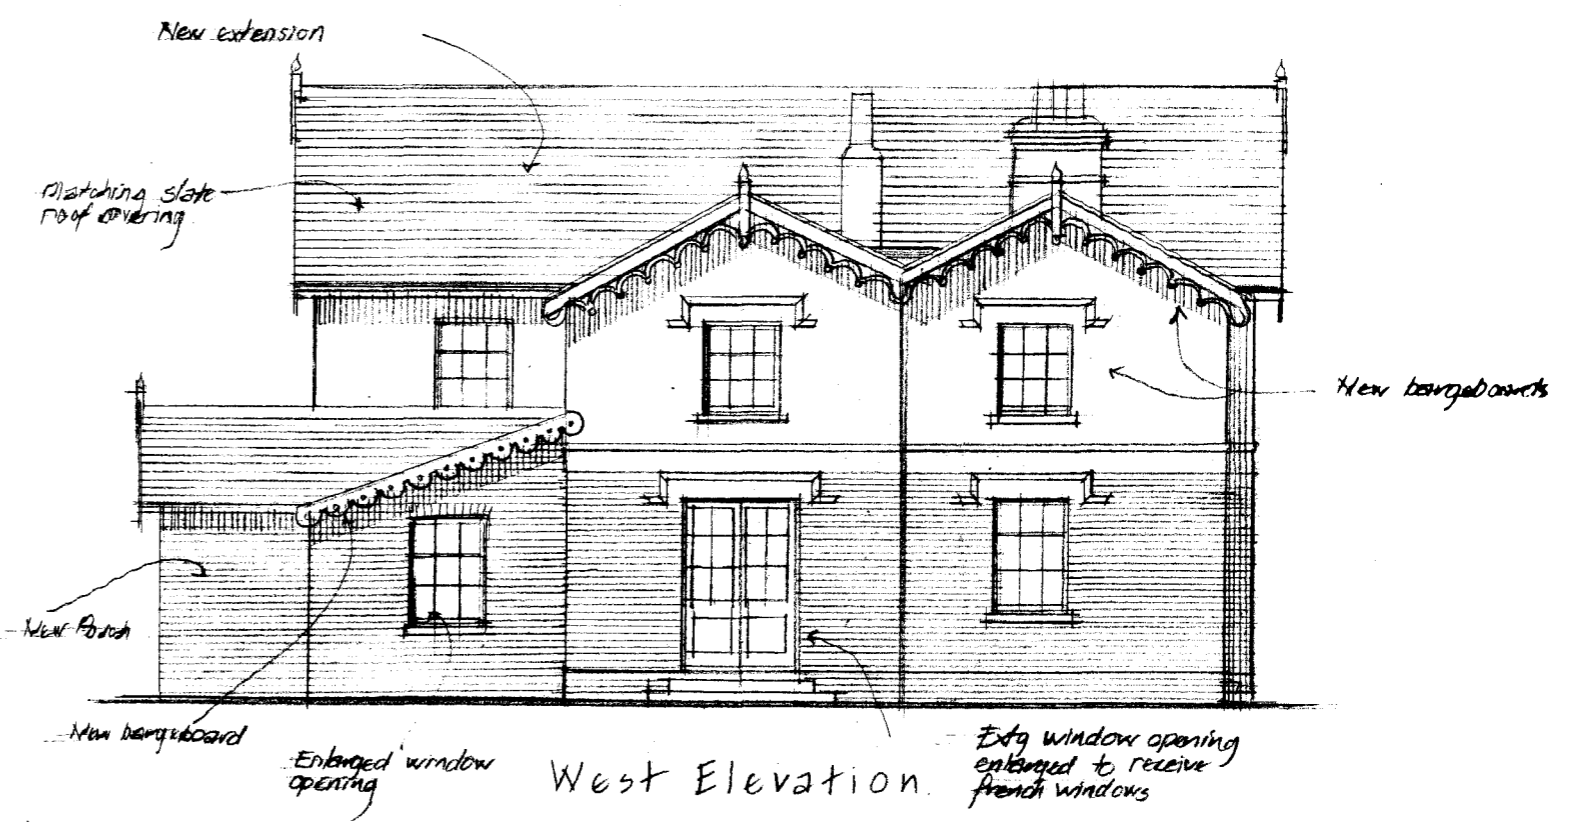 New extension
Matching slate
roof covering
New bargeboards
New Porch
New bargeboard
Enlarged window
opening
West Elevation.
Extg window opening
enlarged to receive
french windows